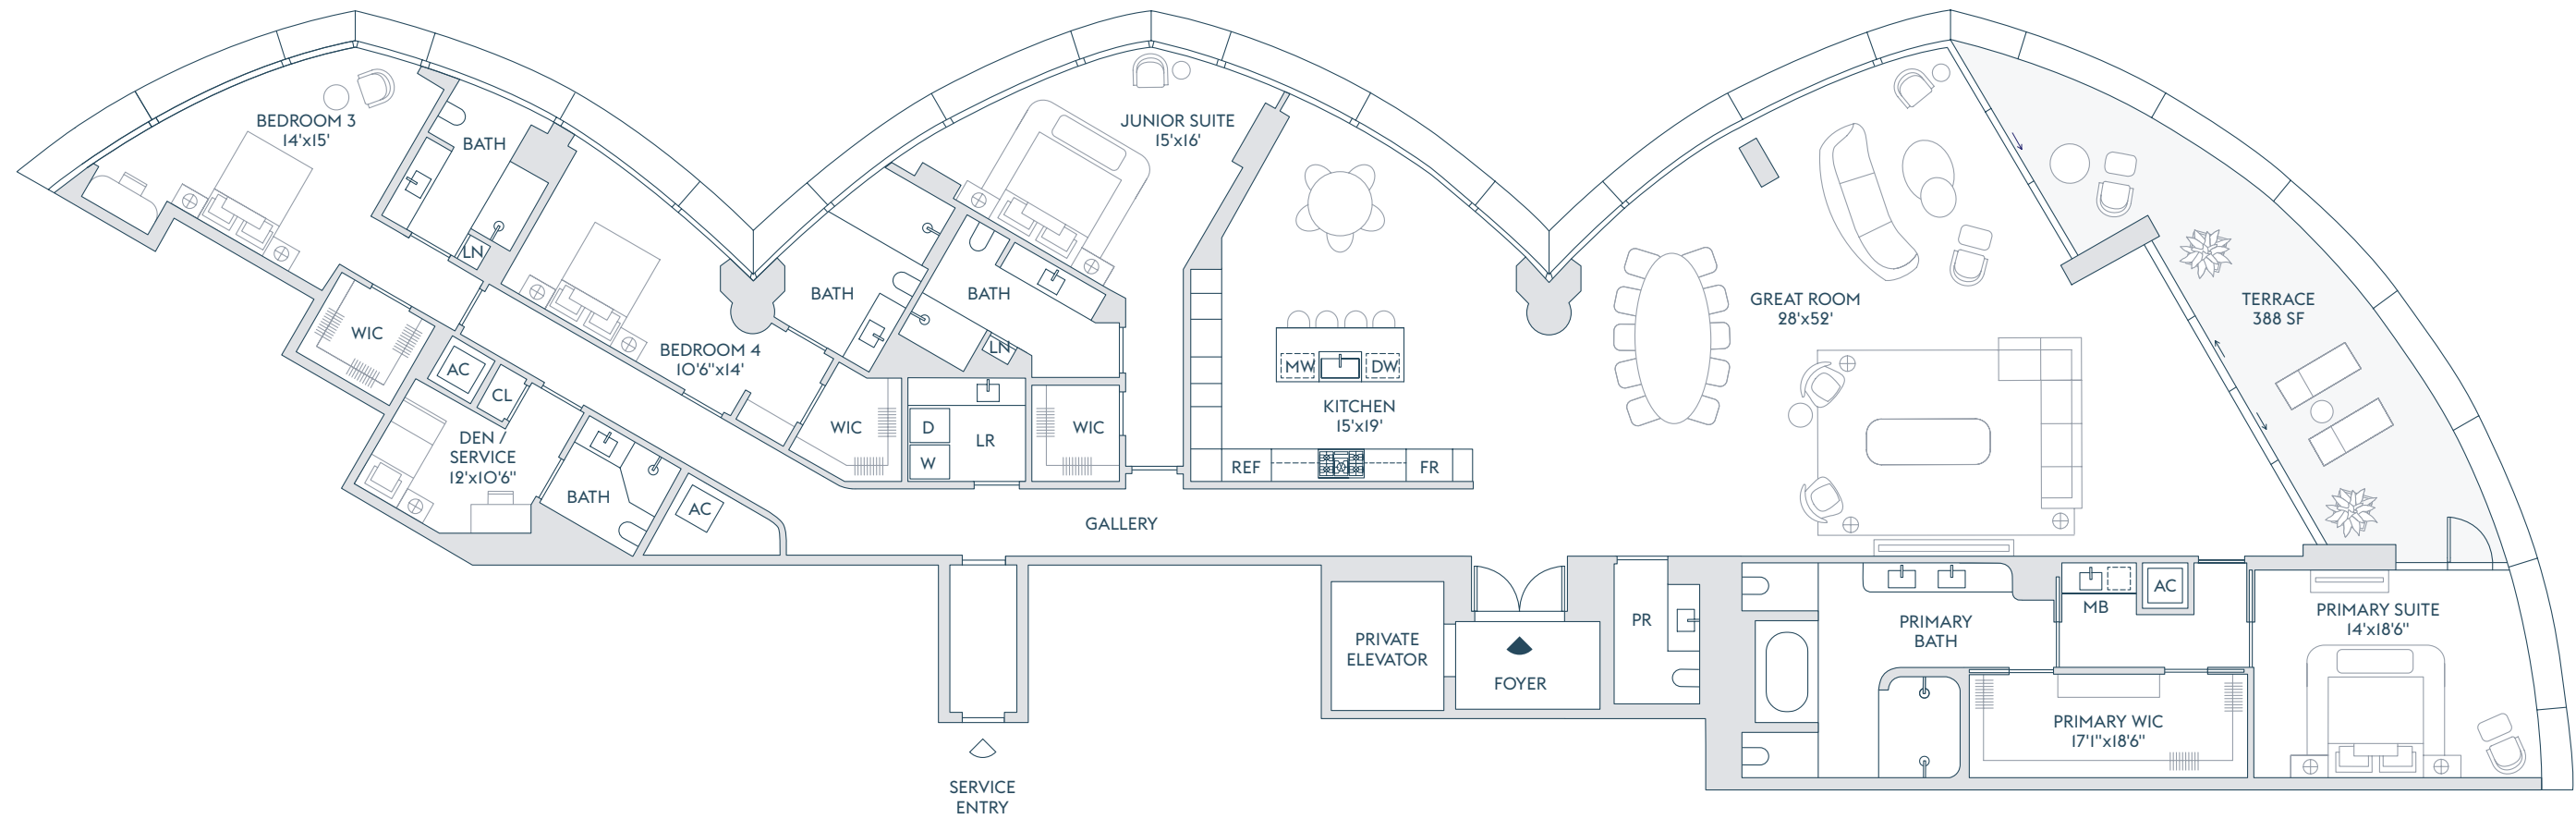 BEDROOM 3
14'x15'
BATH
LN
WIC
AC
CL
DEN /
SERVICE
12'x10'6"
BATH
AC
BEDROOM 4
10'6"x14'
BATH
WIC
D
W
LR
JUNIOR SUITE
15'x16'
BATH
LN
WIC
MW
DW
KITCHEN
15'x19'
REF
FR
GALLERY
GREAT ROOM
28'x52'
TERRACE
388 SF
SERVICE
ENTRY
PRIVATE
ELEVATOR
FOYER
PR
PRIMARY
BATH
MB
AC
PRIMARY WIC
17'1"x18'6"
PRIMARY SUITE
14'x18'6"